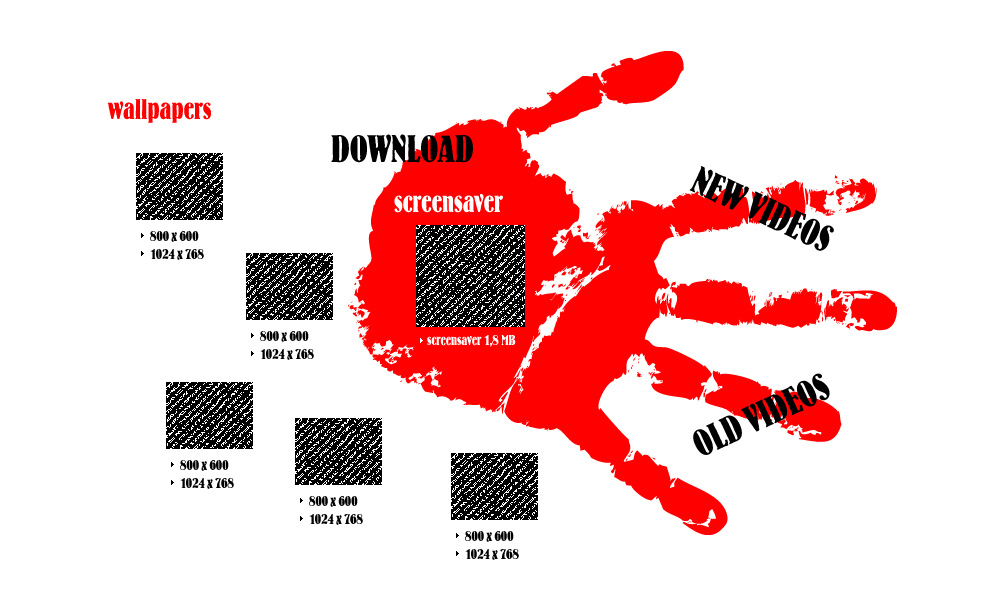 wallpapers
DOWNLOAD
screensaver
NEW VIDEOS
800 x 600
1024 x 768
800 x 600
1024 x 768
screensaver 1,8 MB
OLD VIDEOS
800 x 600
1024 x 768
800 x 600
1024 x 768
800 x 600
1024 x 768